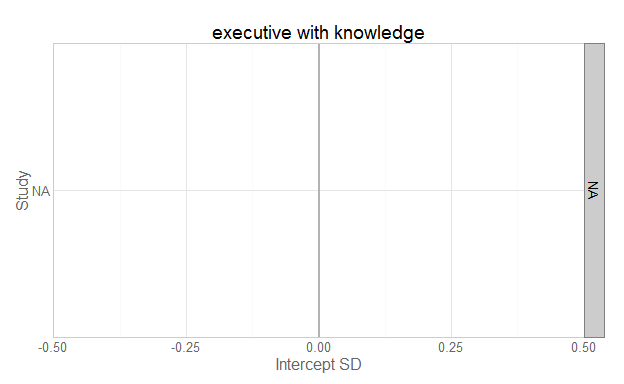 executive with knowledge
Study
NA
NA
-0.50
-0.25
0.00
0.25
0.50
Intercept SD